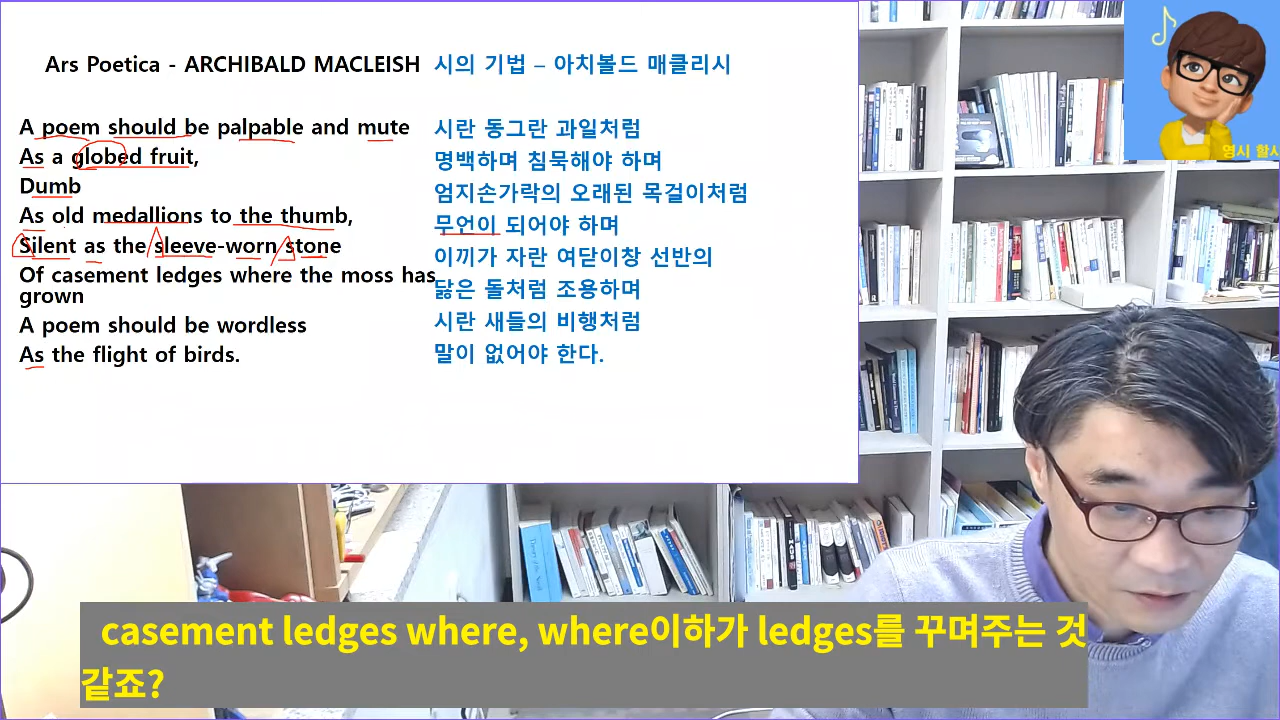 Ars Poetica - ARCHIBALD MACLEISH 시의 기법 – 아치볼드 매클리시
A poem should be palpable and mute
As a globed fruit,
Dumb
As old medallions to the thumb,
Silent as the sleeve-worn stone
Of casement ledges where the moss has
grown
A poem should be wordless
As the flight of birds.
시란 동그란 과일처럼
명백하며 침묵해야 하며
엄지손가락의 오래된 목걸이처럼
무언이 되어야 하며
이끼가 자란 여닫이창 선반의
닳은 돌처럼 조용하며
시란 새들의 비행처럼
말이 없어야 한다.
영시 할시
casement ledges where, where이하가 ledges를 꾸며주는 것
같죠?